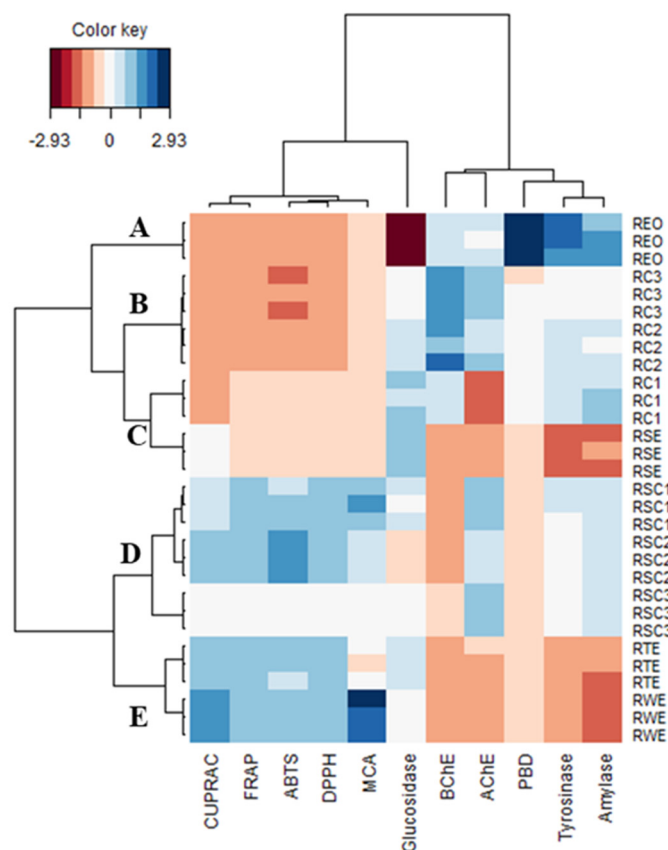 Color key
-2.93 0 2.93
A
B
C
D
E
REO
REO
REO
RC3
RC3
RC3
RC2
RC2
RC2
RC1
RC1
RC1
RSE
RSE
RSE
RSC1
RSC1
RSC1
RSC2
RSC2
RSC2
RSC3
RSC3
RSC3
RTE
RTE
RTE
RWE
RWE
RWE
CUPRAC
FRAP
ABTS
DPPH
MCA
Glucosidase
BChE
AChE
PBD
Tyrosinase
Amylase